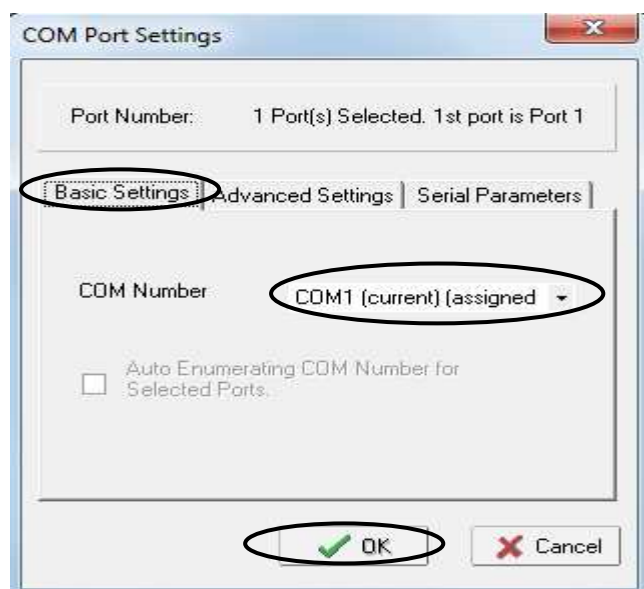 COM Port Settings
Port Number: 1 Port(s) Selected. 1st port is Port 1
Basic Settings Advanced Settings Serial Parameters
COM Number COM1 (current) (assigned
Auto Enumerating COM Number for
Selected Ports.
OK Cancel